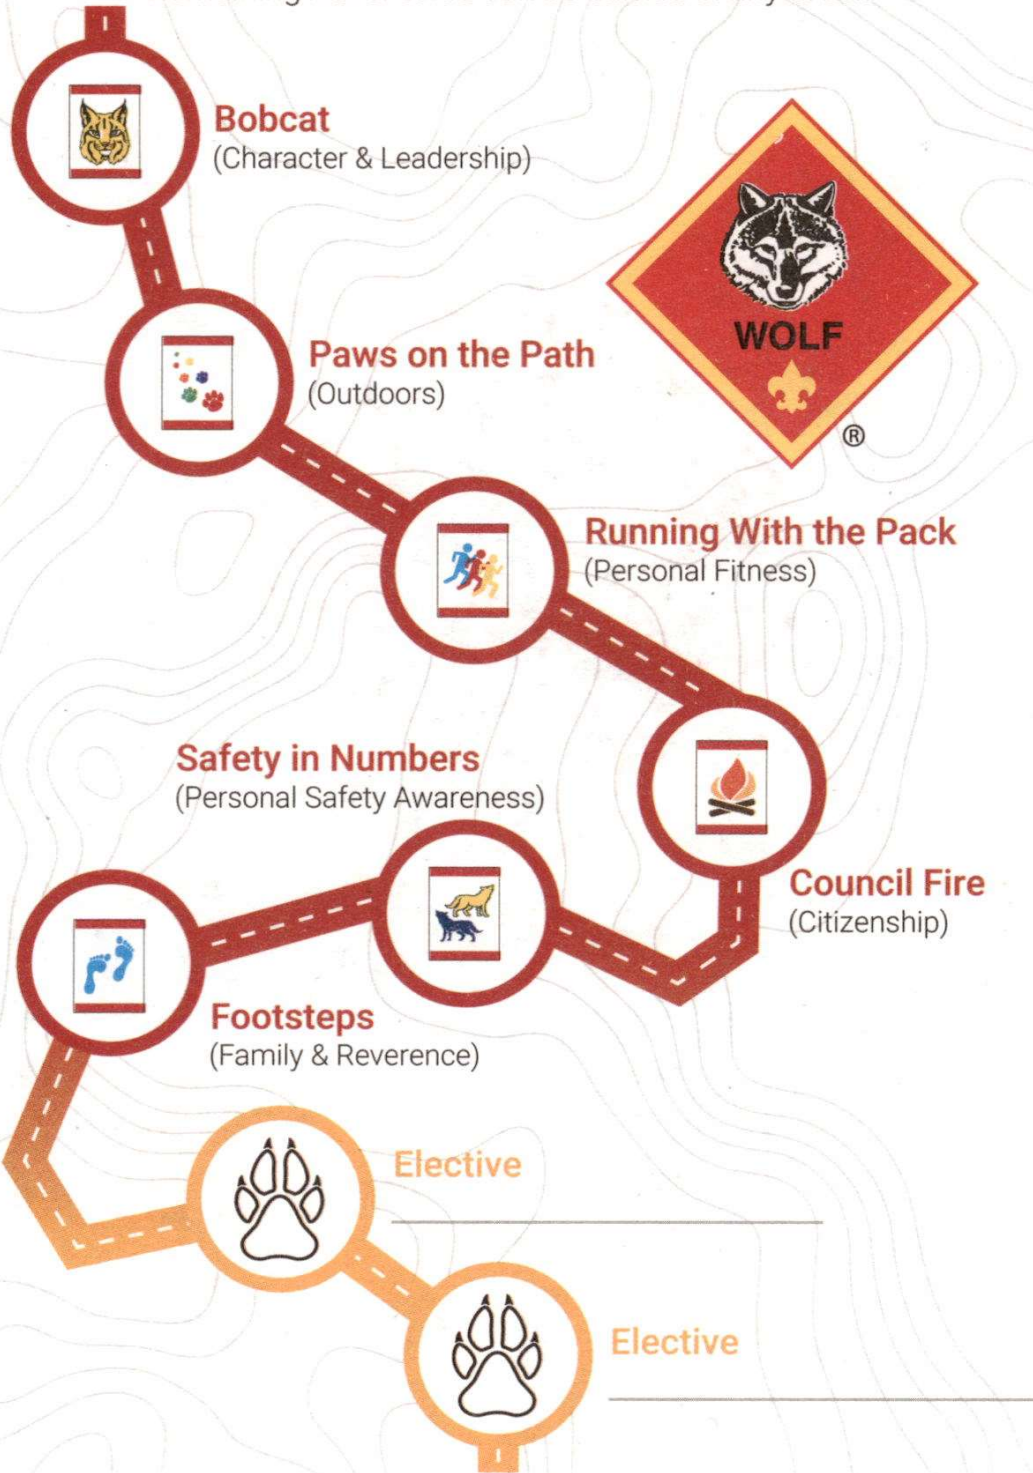 Bobcat
(Character & Leadership)
WOLF
®
Paws on the Path
(Outdoors)
Running With the Pack
(Personal Fitness)
Safety in Numbers
(Personal Safety Awareness)
Council Fire
(Citizenship)
Footsteps
(Family & Reverence)
Elective
Elective